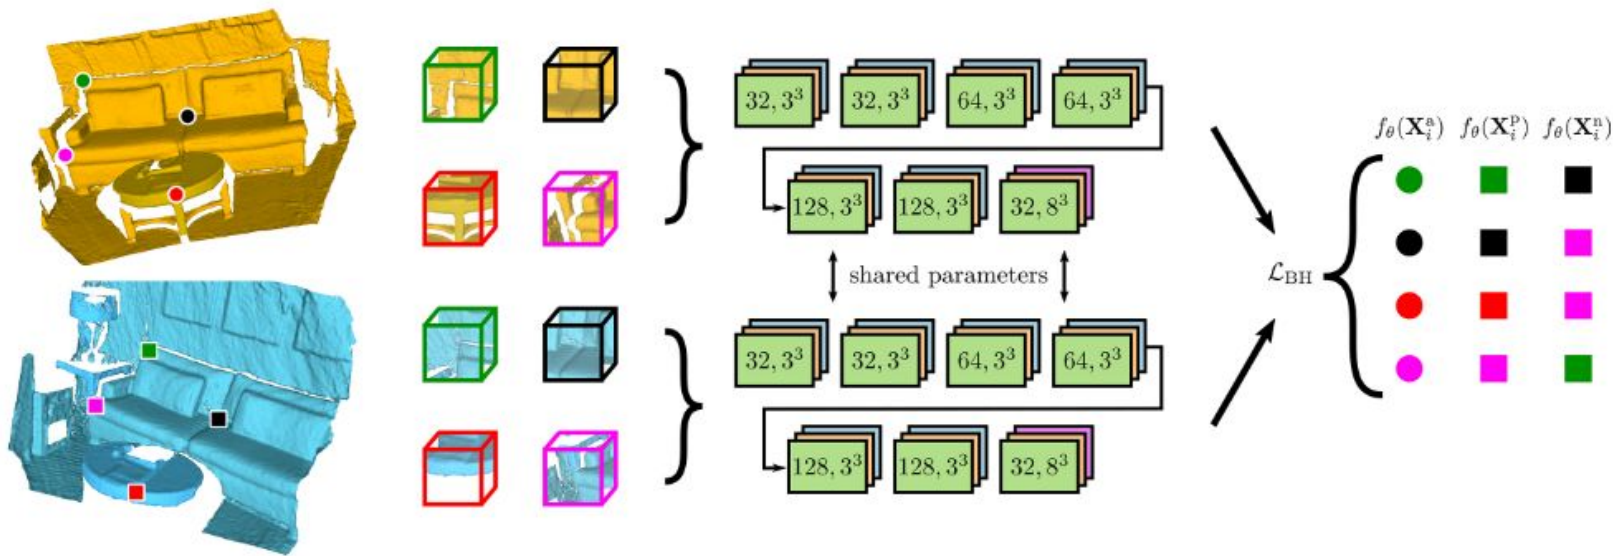 32, 3³ 32, 3³ 64, 3³ 64, 3³
128, 3³ 128, 3³ 32, 8³
shared parameters
32, 3³ 32, 3³ 64, 3³ 64, 3³
128, 3³ 128, 3³ 32, 8³
ℒ_BH
f_θ(X_i^a) f_θ(X_i^p) f_θ(X_i^n)